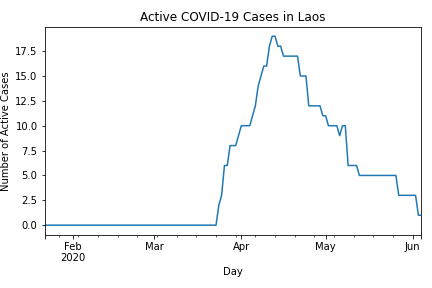 Active COVID-19 Cases in Laos
Number of Active Cases
17.5
15.0
12.5
10.0
7.5
5.0
2.5
0.0
Feb
2020
Mar
Apr
May
Jun
Day